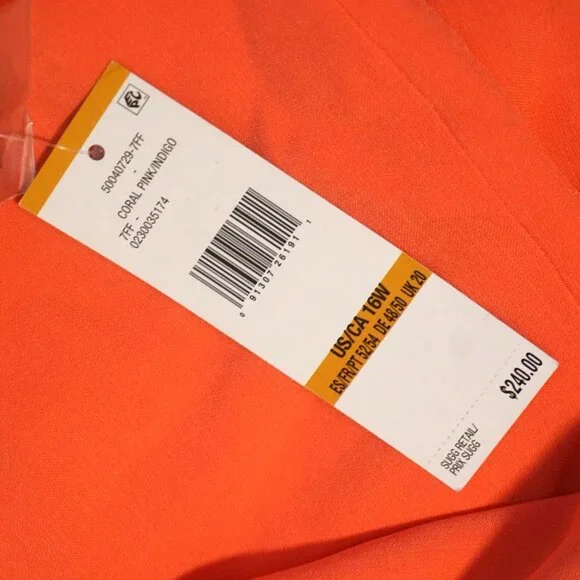 50040729-7FF
-
CORAL PINK/INDIGO
7FF -
0230035174
0 91307 26191 1
US/CA 16W
ES/FR/PT 52/54 DE 48/50 UK 20
$240.00
SUGG RETAIL/
PRIX SUGG